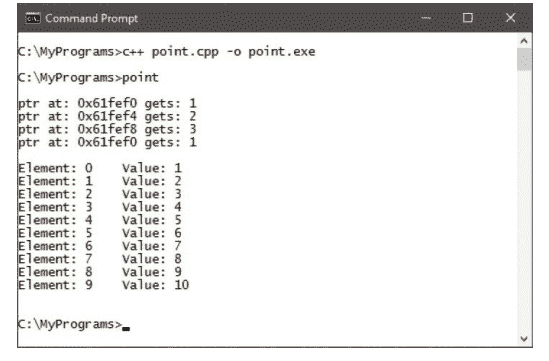 Command Prompt
C:\MyPrograms>c++ point.cpp -o point.exe
C:\MyPrograms>point
ptr at: 0x61fef0 gets: 1
ptr at: 0x61fef4 gets: 2
ptr at: 0x61fef8 gets: 3
ptr at: 0x61fef0 gets: 1
Element: 0 Value: 1
Element: 1 Value: 2
Element: 2 Value: 3
Element: 3 Value: 4
Element: 4 Value: 5
Element: 5 Value: 6
Element: 6 Value: 7
Element: 7 Value: 8
Element: 8 Value: 9
Element: 9 Value: 10
C:\MyPrograms>_